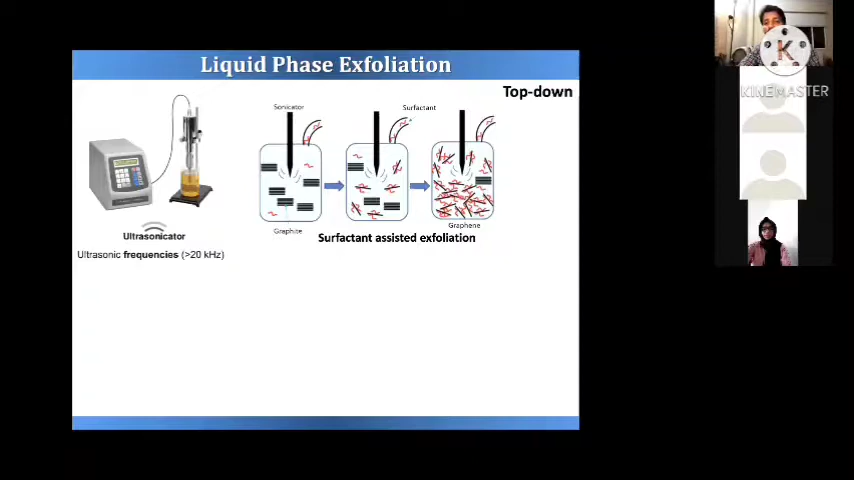 Liquid Phase Exfoliation
Top-down
Sonicator
Surfactant
Graphite
Graphene
Surfactant assisted exfoliation
Ultrasonicator
Ultrasonic frequencies (>20 kHz)
K
KINEMASTER